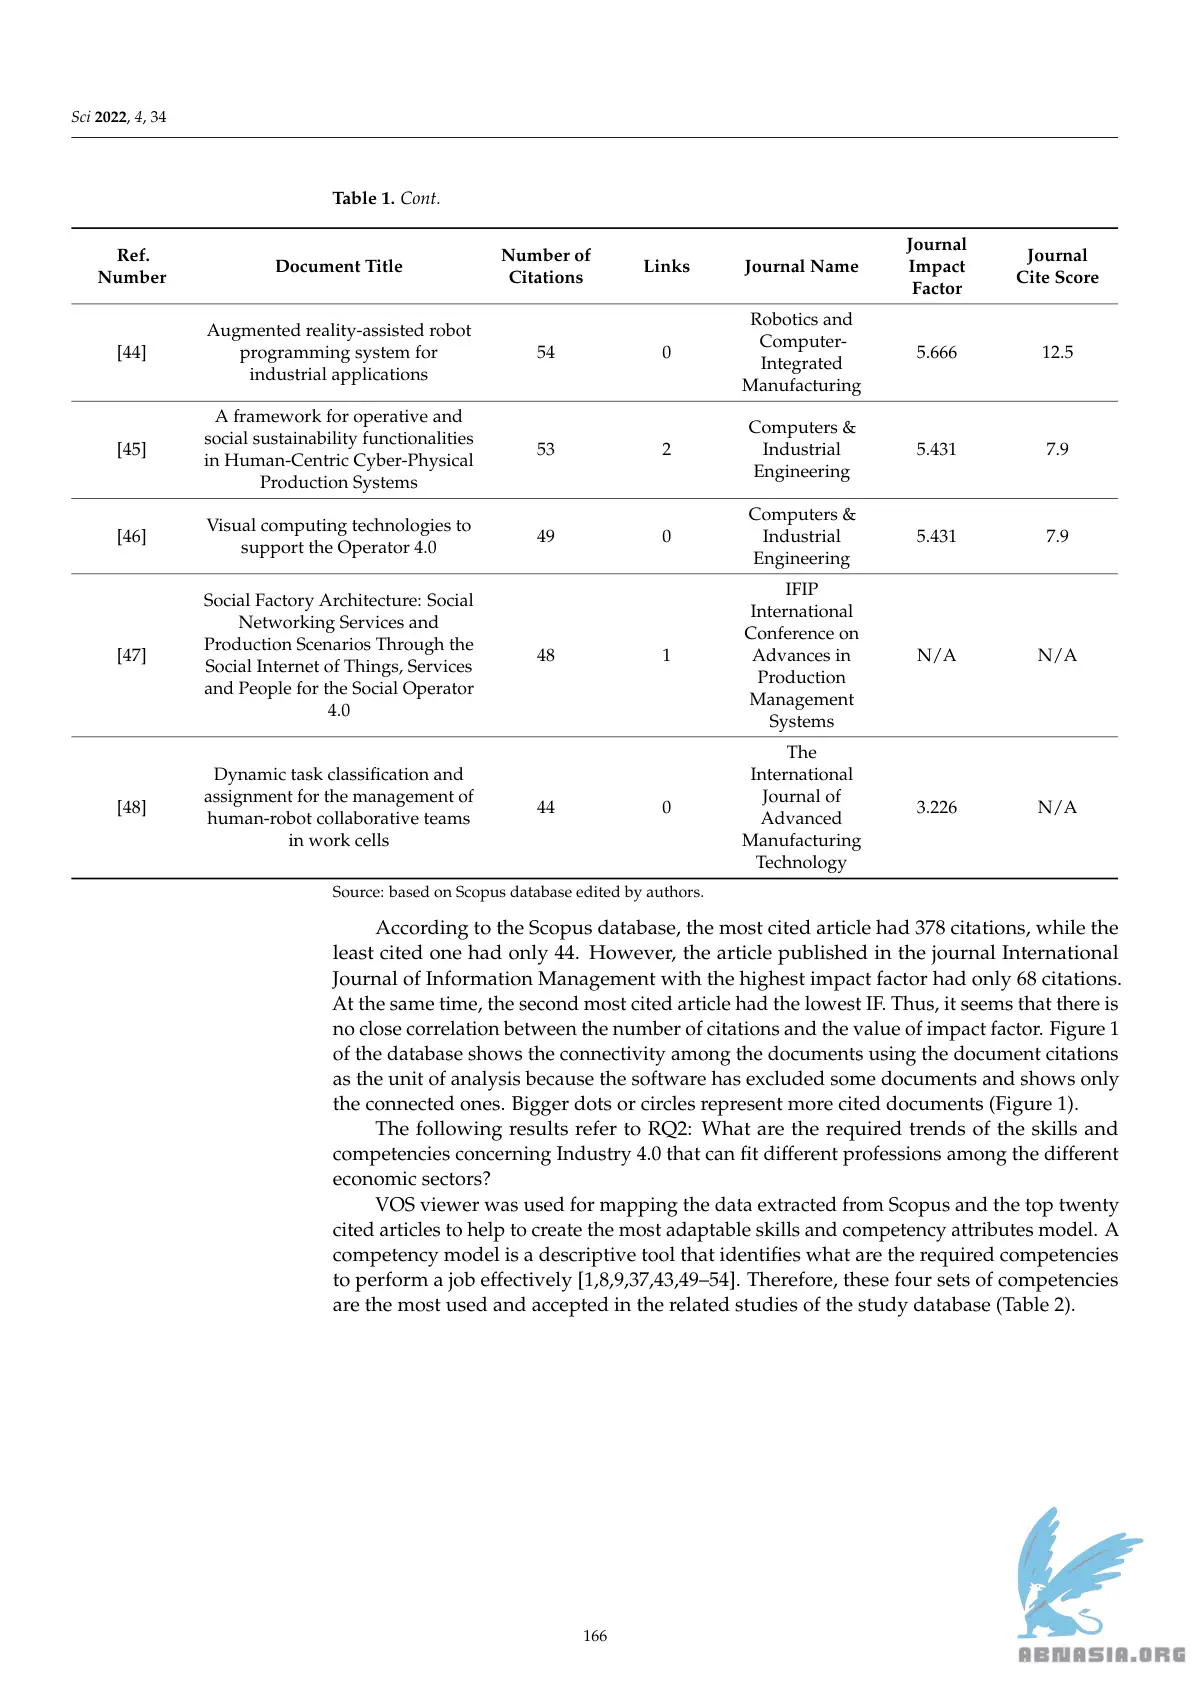 Sci 2022, 4, 34
Table 1. Cont.
Ref.
Number
Document Title
Number of
Citations
Links
Journal Name
Journal
Impact
Factor
Journal
Cite Score
[44]
Augmented reality-assisted robot
programming system for
industrial applications
54
0
Robotics and
Computer-
Integrated
Manufacturing
5.666
12.5
[45]
A framework for operative and
social sustainability functionalities
in Human-Centric Cyber-Physical
Production Systems
53
2
Computers &
Industrial
Engineering
5.431
7.9
[46]
Visual computing technologies to
support the Operator 4.0
49
0
Computers &
Industrial
Engineering
5.431
7.9
[47]
Social Factory Architecture: Social
Networking Services and
Production Scenarios Through the
Social Internet of Things, Services
and People for the Social Operator
4.0
48
1
IFIP
International
Conference on
Advances in
Production
Management
Systems
N/A
N/A
[48]
Dynamic task classification and
assignment for the management of
human-robot collaborative teams
in work cells
44
0
The
International
Journal of
Advanced
Manufacturing
Technology
3.226
N/A
Source: based on Scopus database edited by authors.
According to the Scopus database, the most cited article had 378 citations, while the
least cited one had only 44. However, the article published in the journal International
Journal of Information Management with the highest impact factor had only 68 citations.
At the same time, the second most cited article had the lowest IF. Thus, it seems that there is
no close correlation between the number of citations and the value of impact factor. Figure 1
of the database shows the connectivity among the documents using the document citations
as the unit of analysis because the software has excluded some documents and shows only
the connected ones. Bigger dots or circles represent more cited documents (Figure 1).
The following results refer to RQ2: What are the required trends of the skills and
competencies concerning Industry 4.0 that can fit different professions among the different
economic sectors?
VOS viewer was used for mapping the data extracted from Scopus and the top twenty
cited articles to help to create the most adaptable skills and competency attributes model. A
competency model is a descriptive tool that identifies what are the required competencies
to perform a job effectively [1,8,9,37,43,49–54]. Therefore, these four sets of competencies
are the most used and accepted in the related studies of the study database (Table 2).
166
ABNASIA.ORG